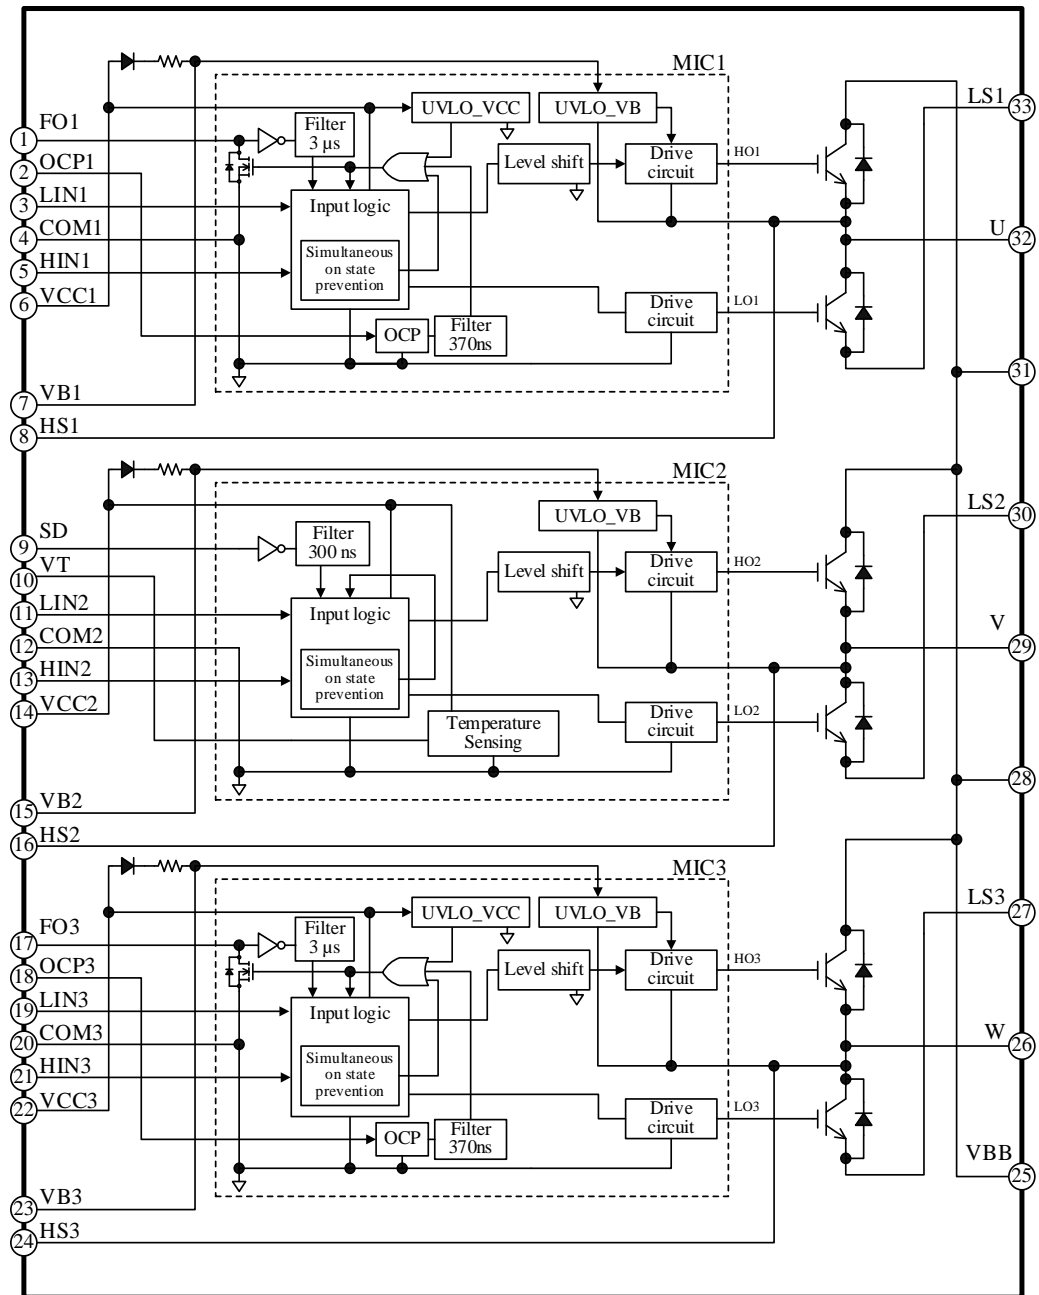 MIC1
LS1
33
UVLO_VCC
UVLO_VB
1
FO1
Filter
3 µs
2
OCP1
Level shift
Drive
circuit
HO1
3
LIN1
Input logic
4
COM1
U
32
5
HIN1
Simultaneous
on state
prevention
6
VCC1
Drive
circuit
LO1
OCP
Filter
370ns
31
7
VB1
8
HS1
MIC2
LS2
30
UVLO_VB
9
SD
Filter
300 ns
10
VT
Level shift
Drive
circuit
HO2
11
LIN2
Input logic
12
COM2
V
29
13
HIN2
Simultaneous
on state
prevention
14
VCC2
Temperature
Sensing
Drive
circuit
LO2
28
15
VB2
16
HS2
MIC3
LS3
27
UVLO_VCC
UVLO_VB
17
FO3
Filter
3 µs
18
OCP3
Level shift
Drive
circuit
HO3
19
LIN3
Input logic
20
COM3
W
26
21
HIN3
Simultaneous
on state
prevention
22
VCC3
Drive
circuit
LO3
OCP
Filter
370ns
VBB
25
23
VB3
24
HS3